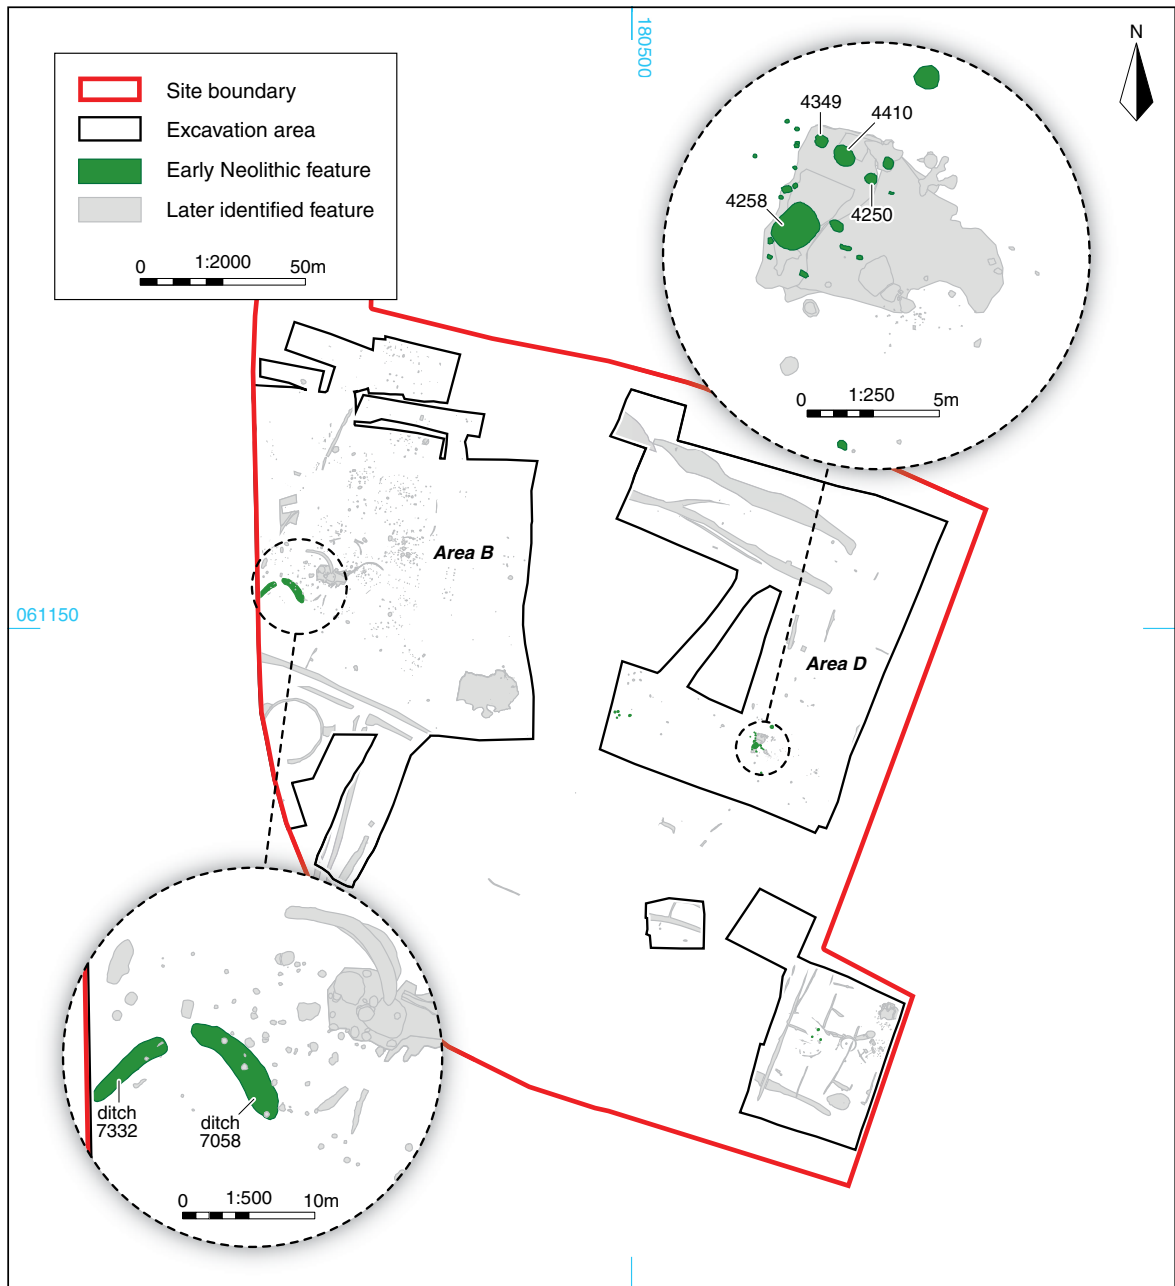 180500
N
Site boundary
Excavation area
Early Neolithic feature
Later identified feature
0 1:2000 50m
4349
4410
4258
4250
0 1:250 5m
Area B
061150
Area D
ditch
7332
ditch
7058
0 1:500 10m